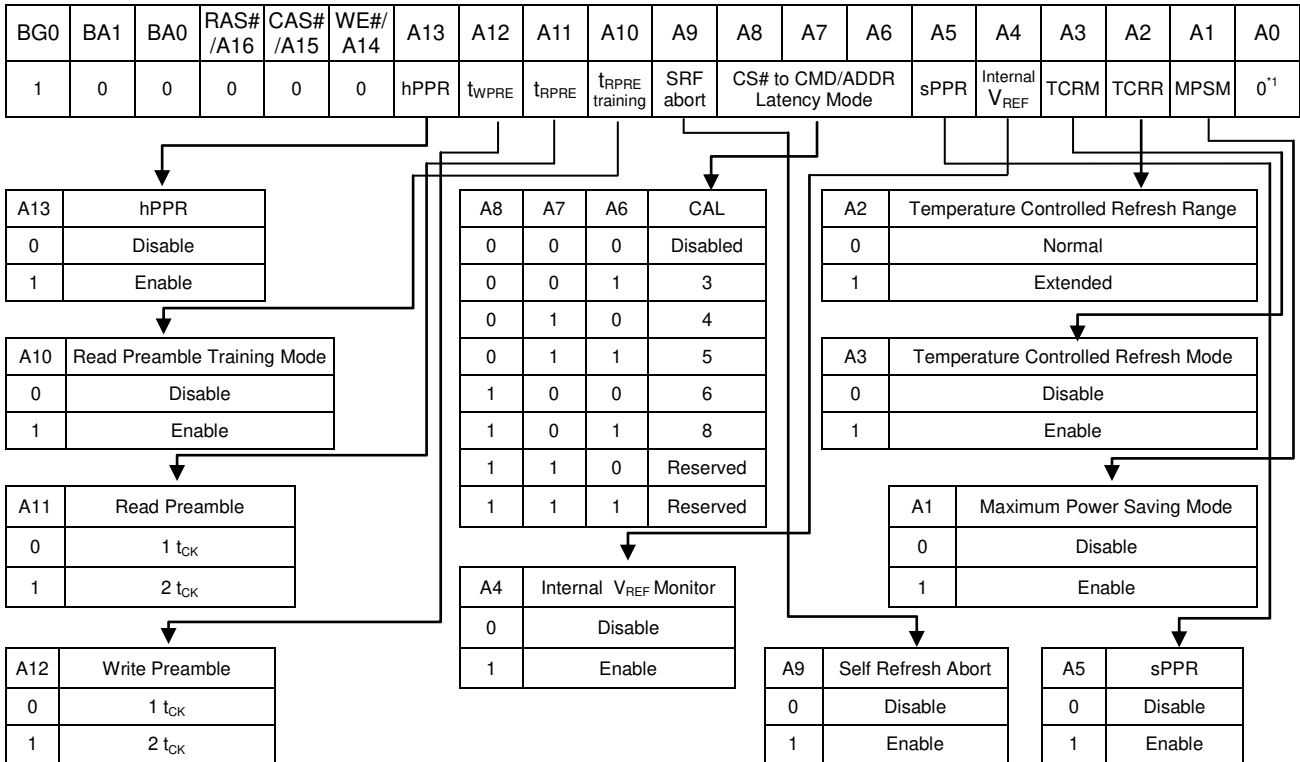 BG0 BA1 BA0 RAS# /A16 CAS# /A15 WE#/ A14 A13 A12 A11 A10 A9 A8 A7 A6 A5 A4 A3 A2 A1 A0
1 0 0 0 0 0 hPPR tWPRE tRPRE tRPRE training SRF abort CS# to CMD/ADDR Latency Mode sPPR Internal VREF TCRM TCRR MPSM 0*1
A13 hPPR
0 Disable
1 Enable
A10 Read Preamble Training Mode
0 Disable
1 Enable
A11 Read Preamble
0 1 tCK
1 2 tCK
A12 Write Preamble
0 1 tCK
1 2 tCK
A8 A7 A6 CAL
0 0 0 Disabled
0 0 1 3
0 1 0 4
0 1 1 5
1 0 0 6
1 0 1 8
1 1 0 Reserved
1 1 1 Reserved
A4 Internal VREF Monitor
0 Disable
1 Enable
A2 Temperature Controlled Refresh Range
0 Normal
1 Extended
A3 Temperature Controlled Refresh Mode
0 Disable
1 Enable
A1 Maximum Power Saving Mode
0 Disable
1 Enable
A9 Self Refresh Abort
0 Disable
1 Enable
A5 sPPR
0 Disable
1 Enable